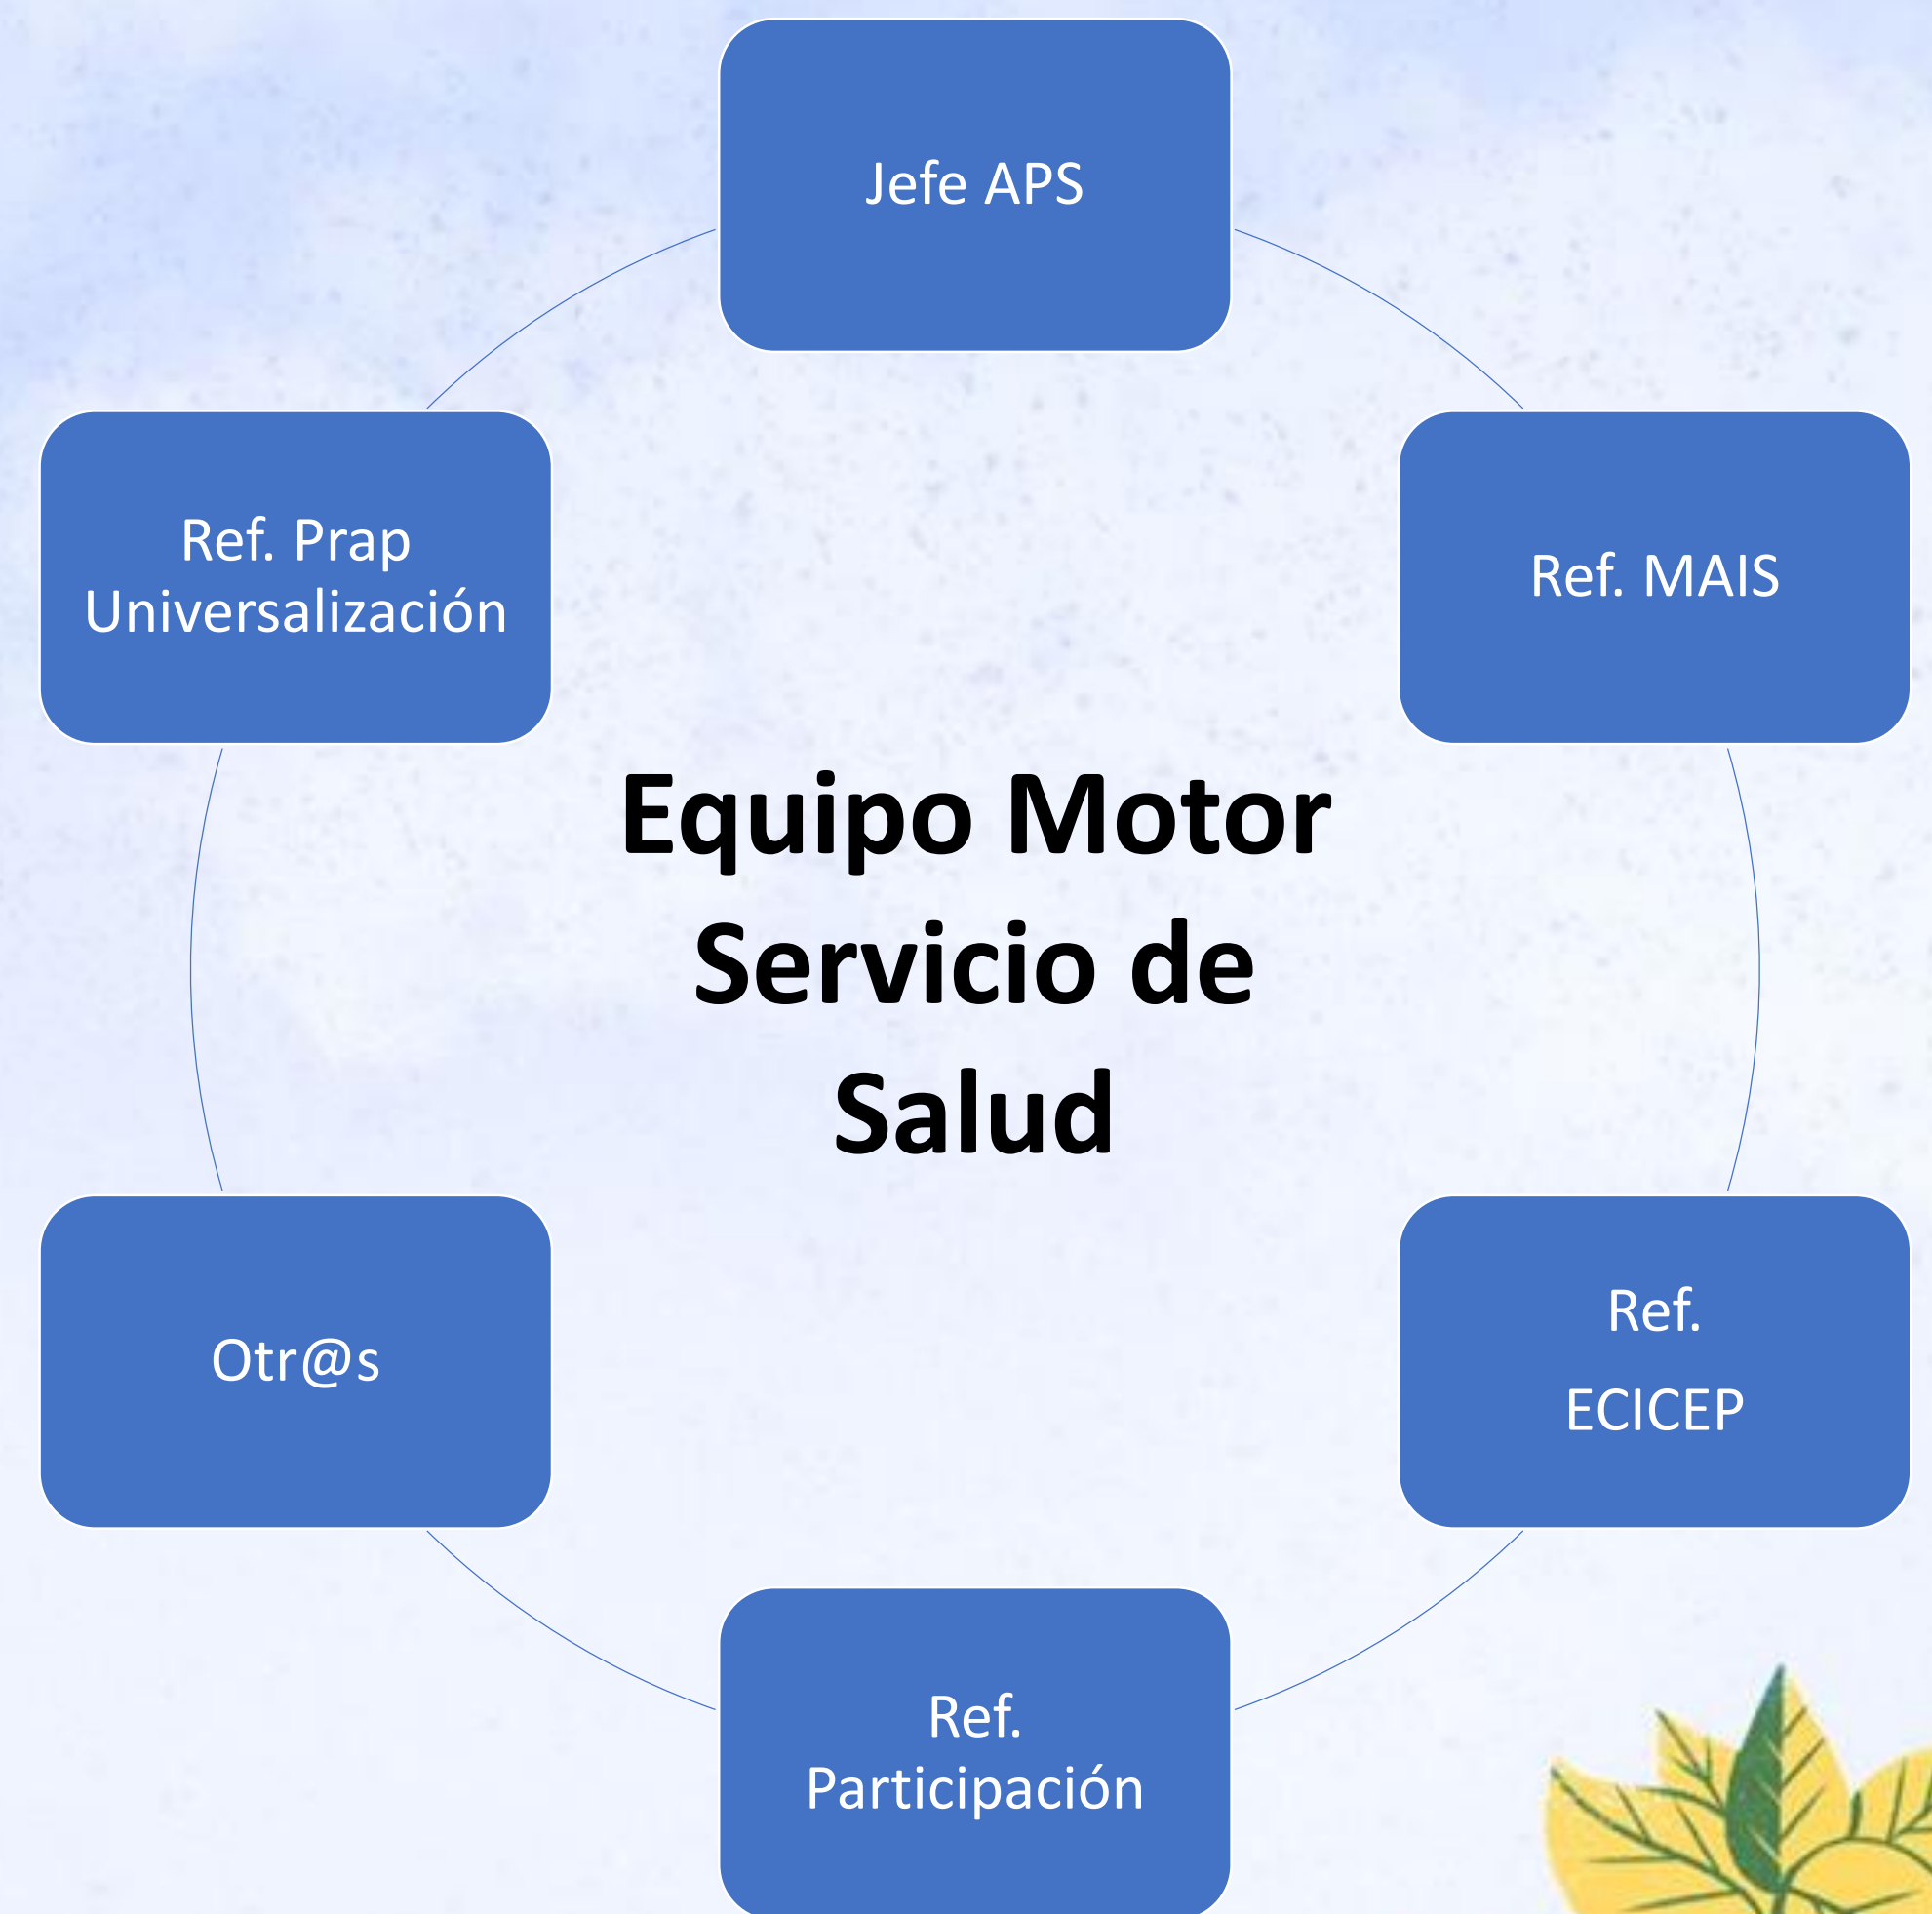 Jefe APS
Ref. Prap
Universalización
Ref. MAIS
Equipo Motor
Servicio de
Salud
Otr@s
Ref.
ECICEP
Ref.
Participación